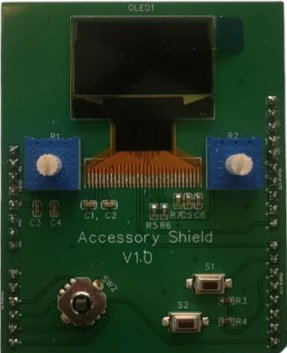 OLED1
R1
R2
C3 C4
C1 C2
R5 R6
R7 C5 C6
Accessory Shield
V1.0
SW2
S1
S2
R3
R4